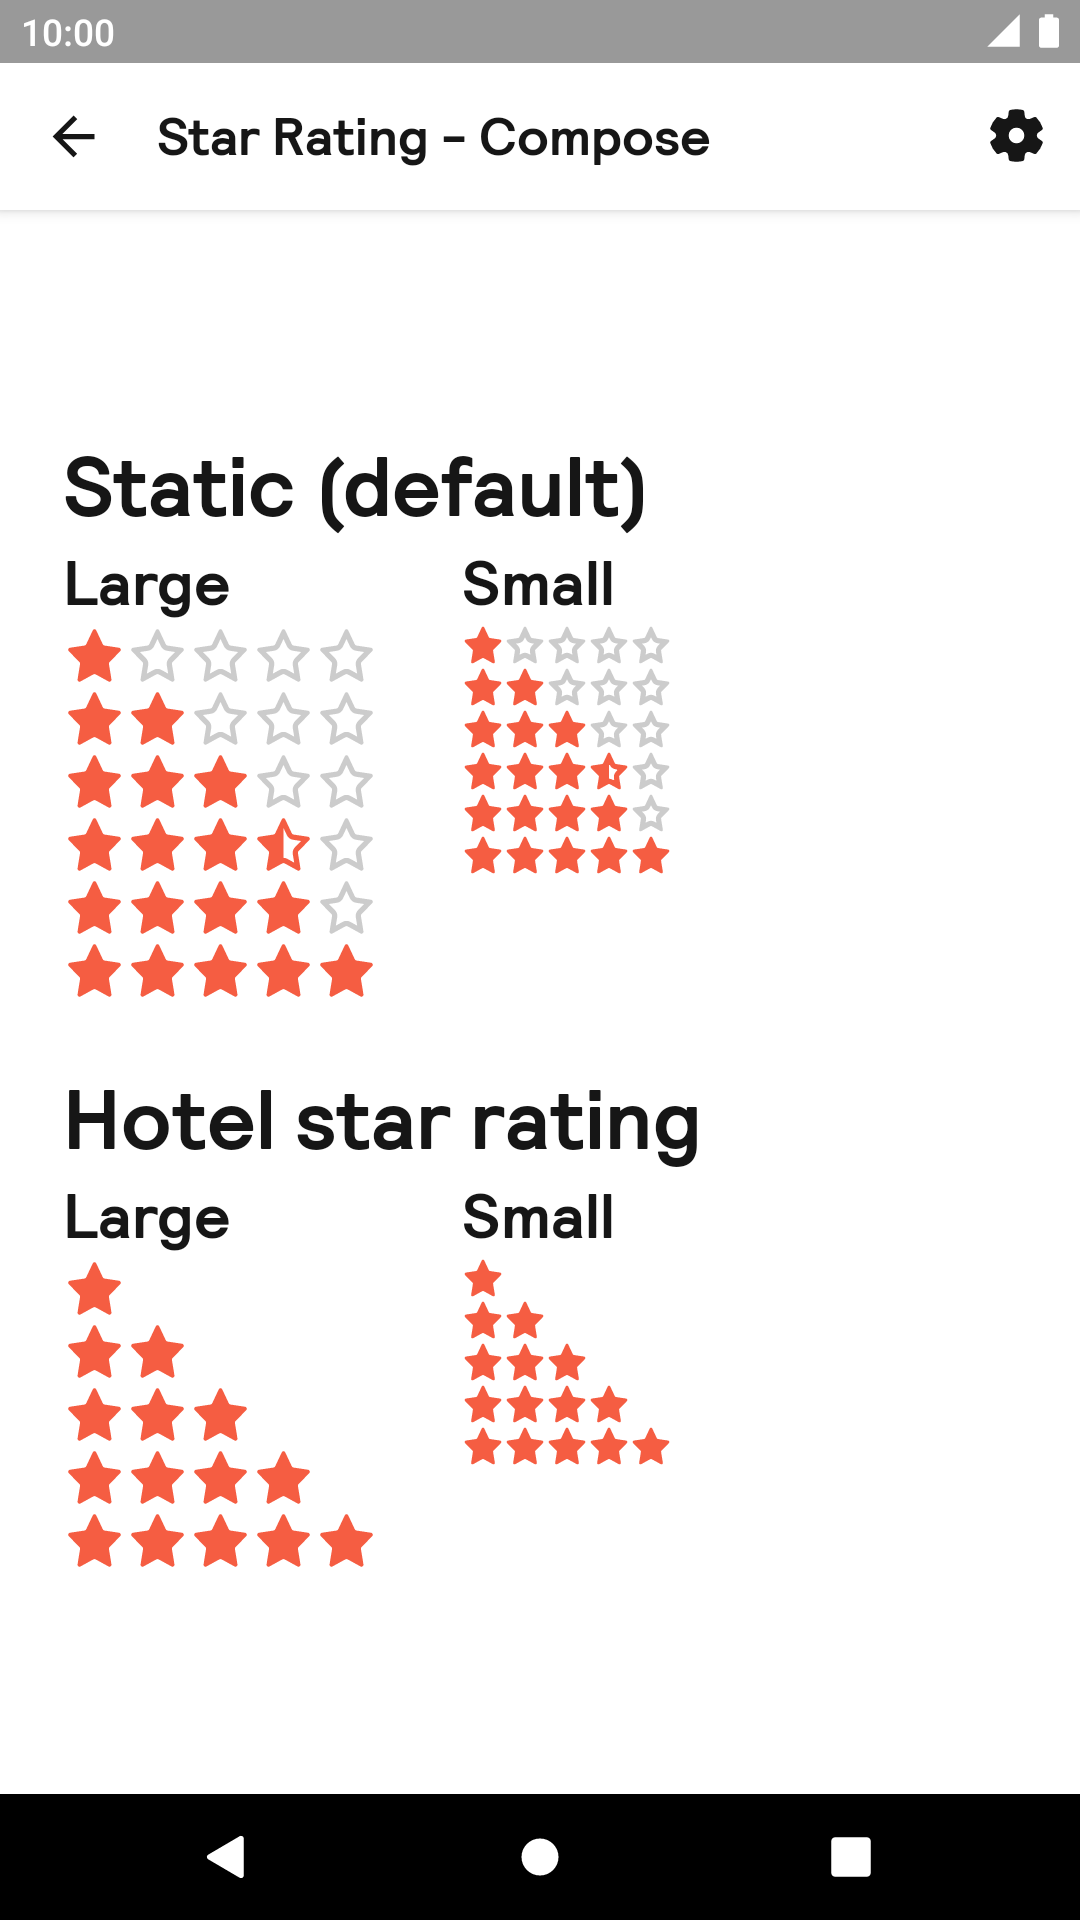 10:00
Star Rating - Compose
Static (default)
Large
Small
Hotel star rating
Large
Small